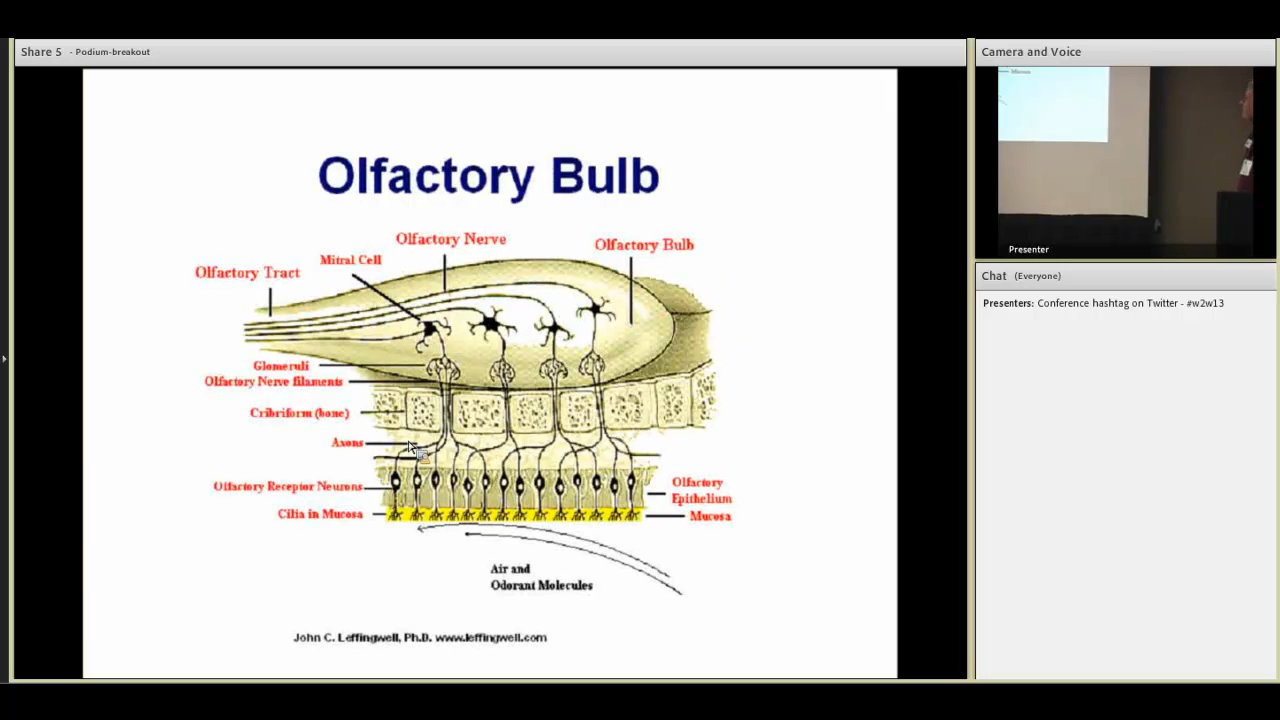 Share 5 - Podium-breakout
Olfactory Bulb
Olfactory Nerve
Olfactory Bulb
Mitral Cell
Olfactory Tract
Glomeruli
Olfactory Nerve filaments
Cribriform (bone)
Axons
Olfactory Receptor Neurons
Olfactory
Epithelium
Cilia in Mucosa
Mucosa
Air and
Odorant Molecules
John C. Leffingwell, Ph.D. www.leffingwell.com
Camera and Voice
Mucosa
Presenter
Chat (Everyone)
Presenters: Conference hashtag on Twitter - #w2w13